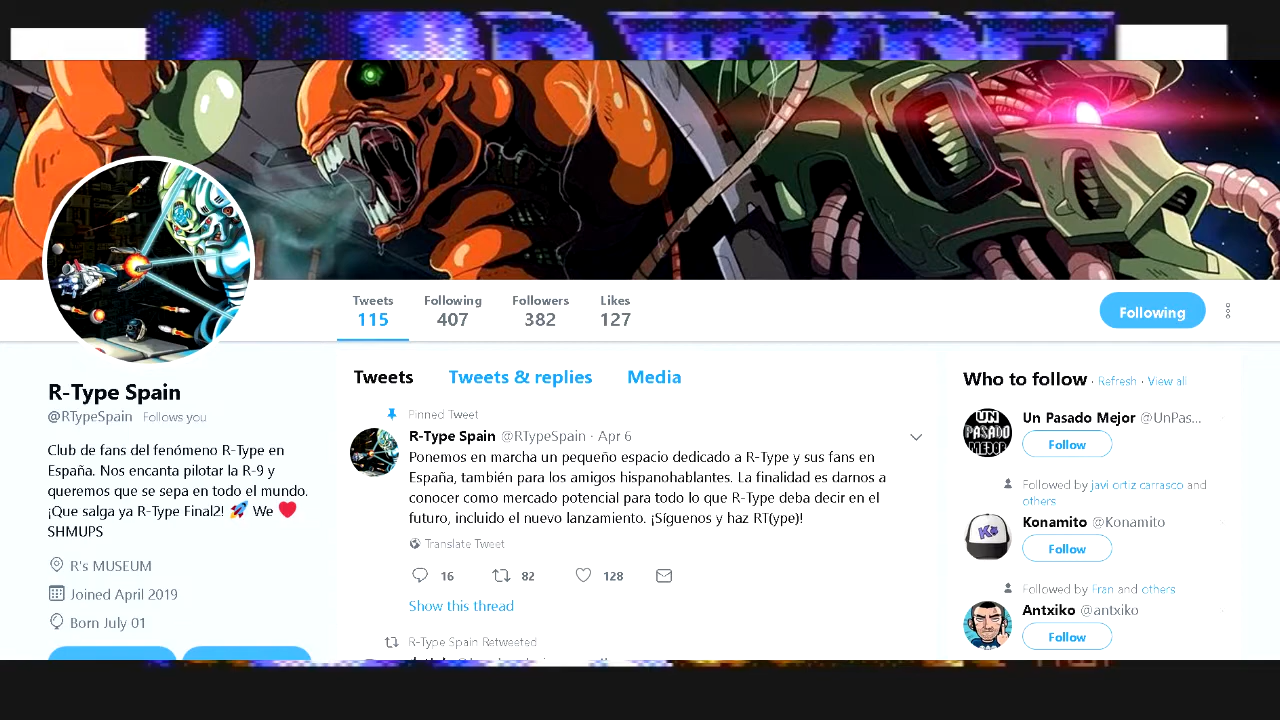 R-TYPE
Tweets Following Followers Likes
115 407 382 127
Following
R-Type Spain
@RTypeSpain Follows you
Club de fans del fenómeno R-Type en
España. Nos encanta pilotar la R-9 y
queremos que se sepa en todo el mundo.
¡Que salga ya R-Type Final2! 🚀 We ❤️
SHMUPS
R's MUSEUM
Joined April 2019
Born July 01
Tweets Tweets & replies Media
Pinned Tweet
R-Type Spain @RTypeSpain · Apr 6
Ponemos en marcha un pequeño espacio dedicado a R-Type y sus fans en
España, también para los amigos hispanohablantes. La finalidad es darnos a
conocer como mercado potencial para todo lo que R-Type deba decir en el
futuro, incluido el nuevo lanzamiento. ¡Síguenos y haz RT(ype)!
Translate Tweet
16 82 128
Show this thread
R-Type Spain Retweeted
Who to follow · Refresh · View all
Un Pasado Mejor @UnPas...
UN
PASADO
MEJOR
Follow
Followed by javi ortiz carrasco and
others
Konamito @Konamito
Follow
Followed by Fran and others
Antxiko @antxiko
Follow